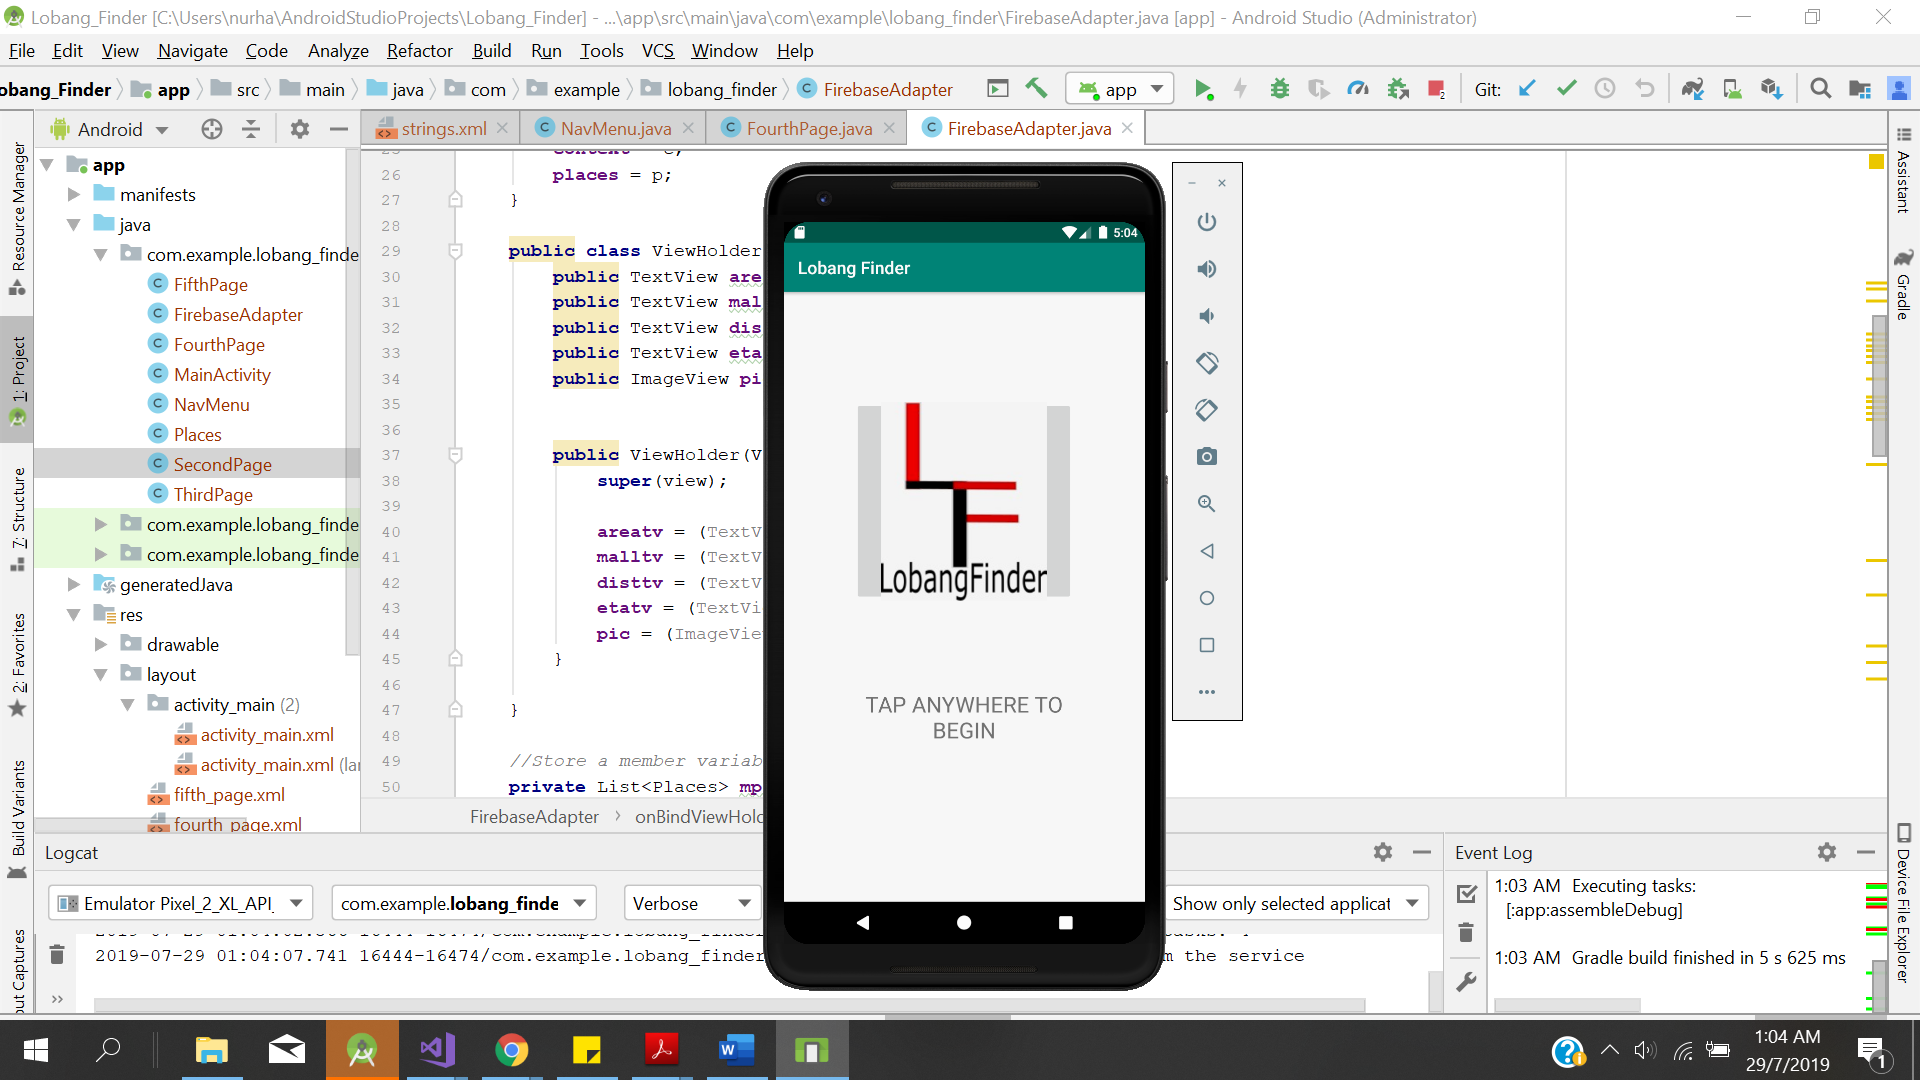 Lobang_Finder [C:\Users\nurha\AndroidStudioProjects\Lobang_Finder] - ...\app\src\main\java\com\example\lobang_finder\FirebaseAdapter.java [app] - Android Studio (Administrator)
File Edit View Navigate Code Analyze Refactor Build Run Tools VCS Window Help
obang_Finder app src main java com example lobang_finder FirebaseAdapter app Git:
Android strings.xml NavMenu.java FourthPage.java FirebaseAdapter.java
Resource Manager
1: Project
7: Structure
2: Favorites
Build Variants
out Captures
app
manifests
java
com.example.lobang_finde
FifthPage
FirebaseAdapter
FourthPage
MainActivity
NavMenu
Places
SecondPage
ThirdPage
com.example.lobang_finde
com.example.lobang_finde
generatedJava
res
drawable
layout
activity_main (2)
activity_main.xml
activity_main.xml (lar
fifth_page.xml
fourth_page.xml
26 places = p;
27 }
28
29 public class ViewHolder
30 public TextView are
31 public TextView mal
32 public TextView dis
33 public TextView eta
34 public ImageView pi
35
36
37 public ViewHolder(V
38 super(view);
39
40 areatv = (TextV
41 malltv = (TextV
42 disttv = (TextV
43 etatv = (TextVi
44 pic = (ImageView
45 }
46
47 }
48
49 //Store a member variab
50 private List<Places> mp
FirebaseAdapter › onBindViewHold
5:04
Lobang Finder
LobangFinder
TAP ANYWHERE TO
BEGIN
Assistant
Gradle
Device File Explorer
Logcat
Emulator Pixel_2_XL_API_ com.example.lobang_finde Verbose Show only selected applicat
2019-07-29 01:04:07.741 16444-16474/com.example.lobang_finder m the service
Event Log
1:03 AM Executing tasks:
[:app:assembleDebug]
1:03 AM Gradle build finished in 5 s 625 ms
1:04 AM
29/7/2019
1